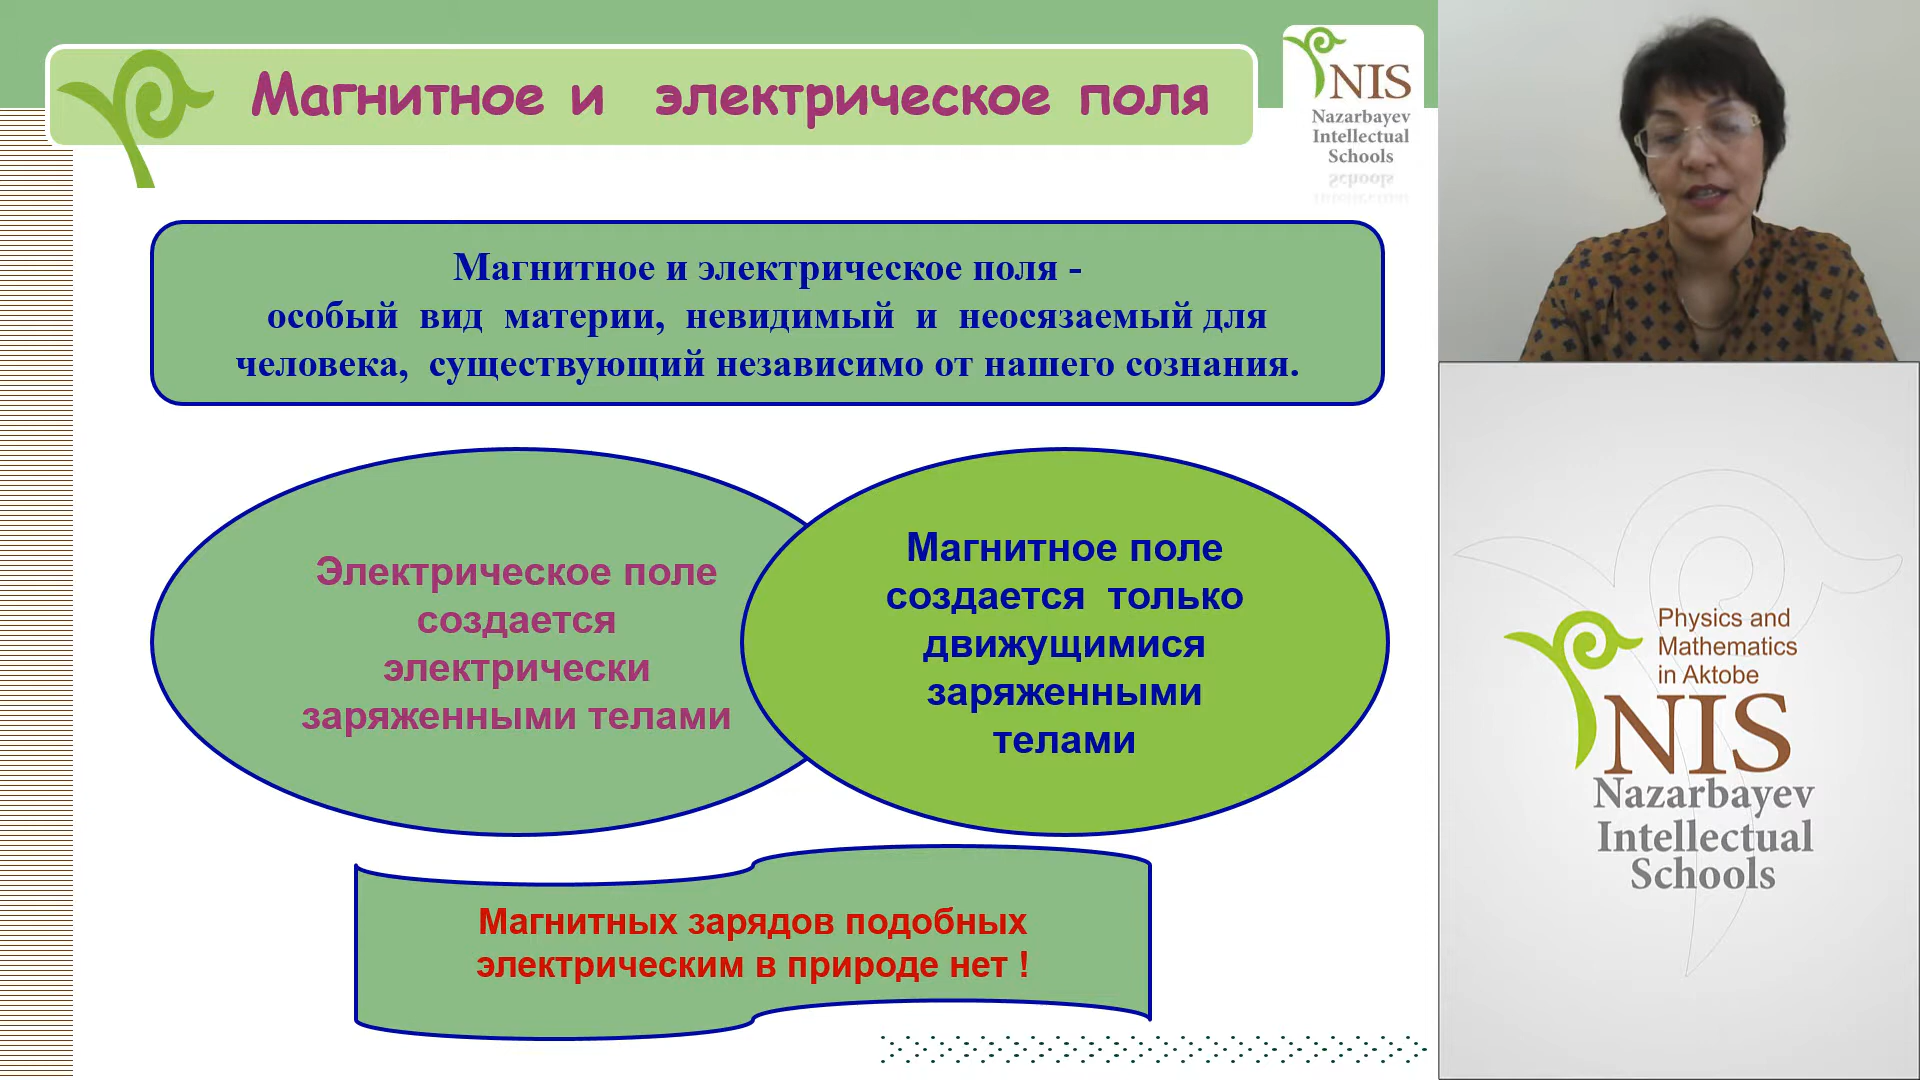 Магнитное и электрическое поля
NIS
Nazarbayev
Intellectual
Schools
Магнитное и электрическое поля -
особый вид материи, невидимый и неосязаемый для
человека, существующий независимо от нашего сознания.
Электрическое поле
создается
электрически
заряженными телами
Магнитное поле
создается только
движущимися
заряженными
телами
Магнитных зарядов подобных
электрическим в природе нет !
Physics and
Mathematics
in Aktobe
NIS
Nazarbayev
Intellectual
Schools